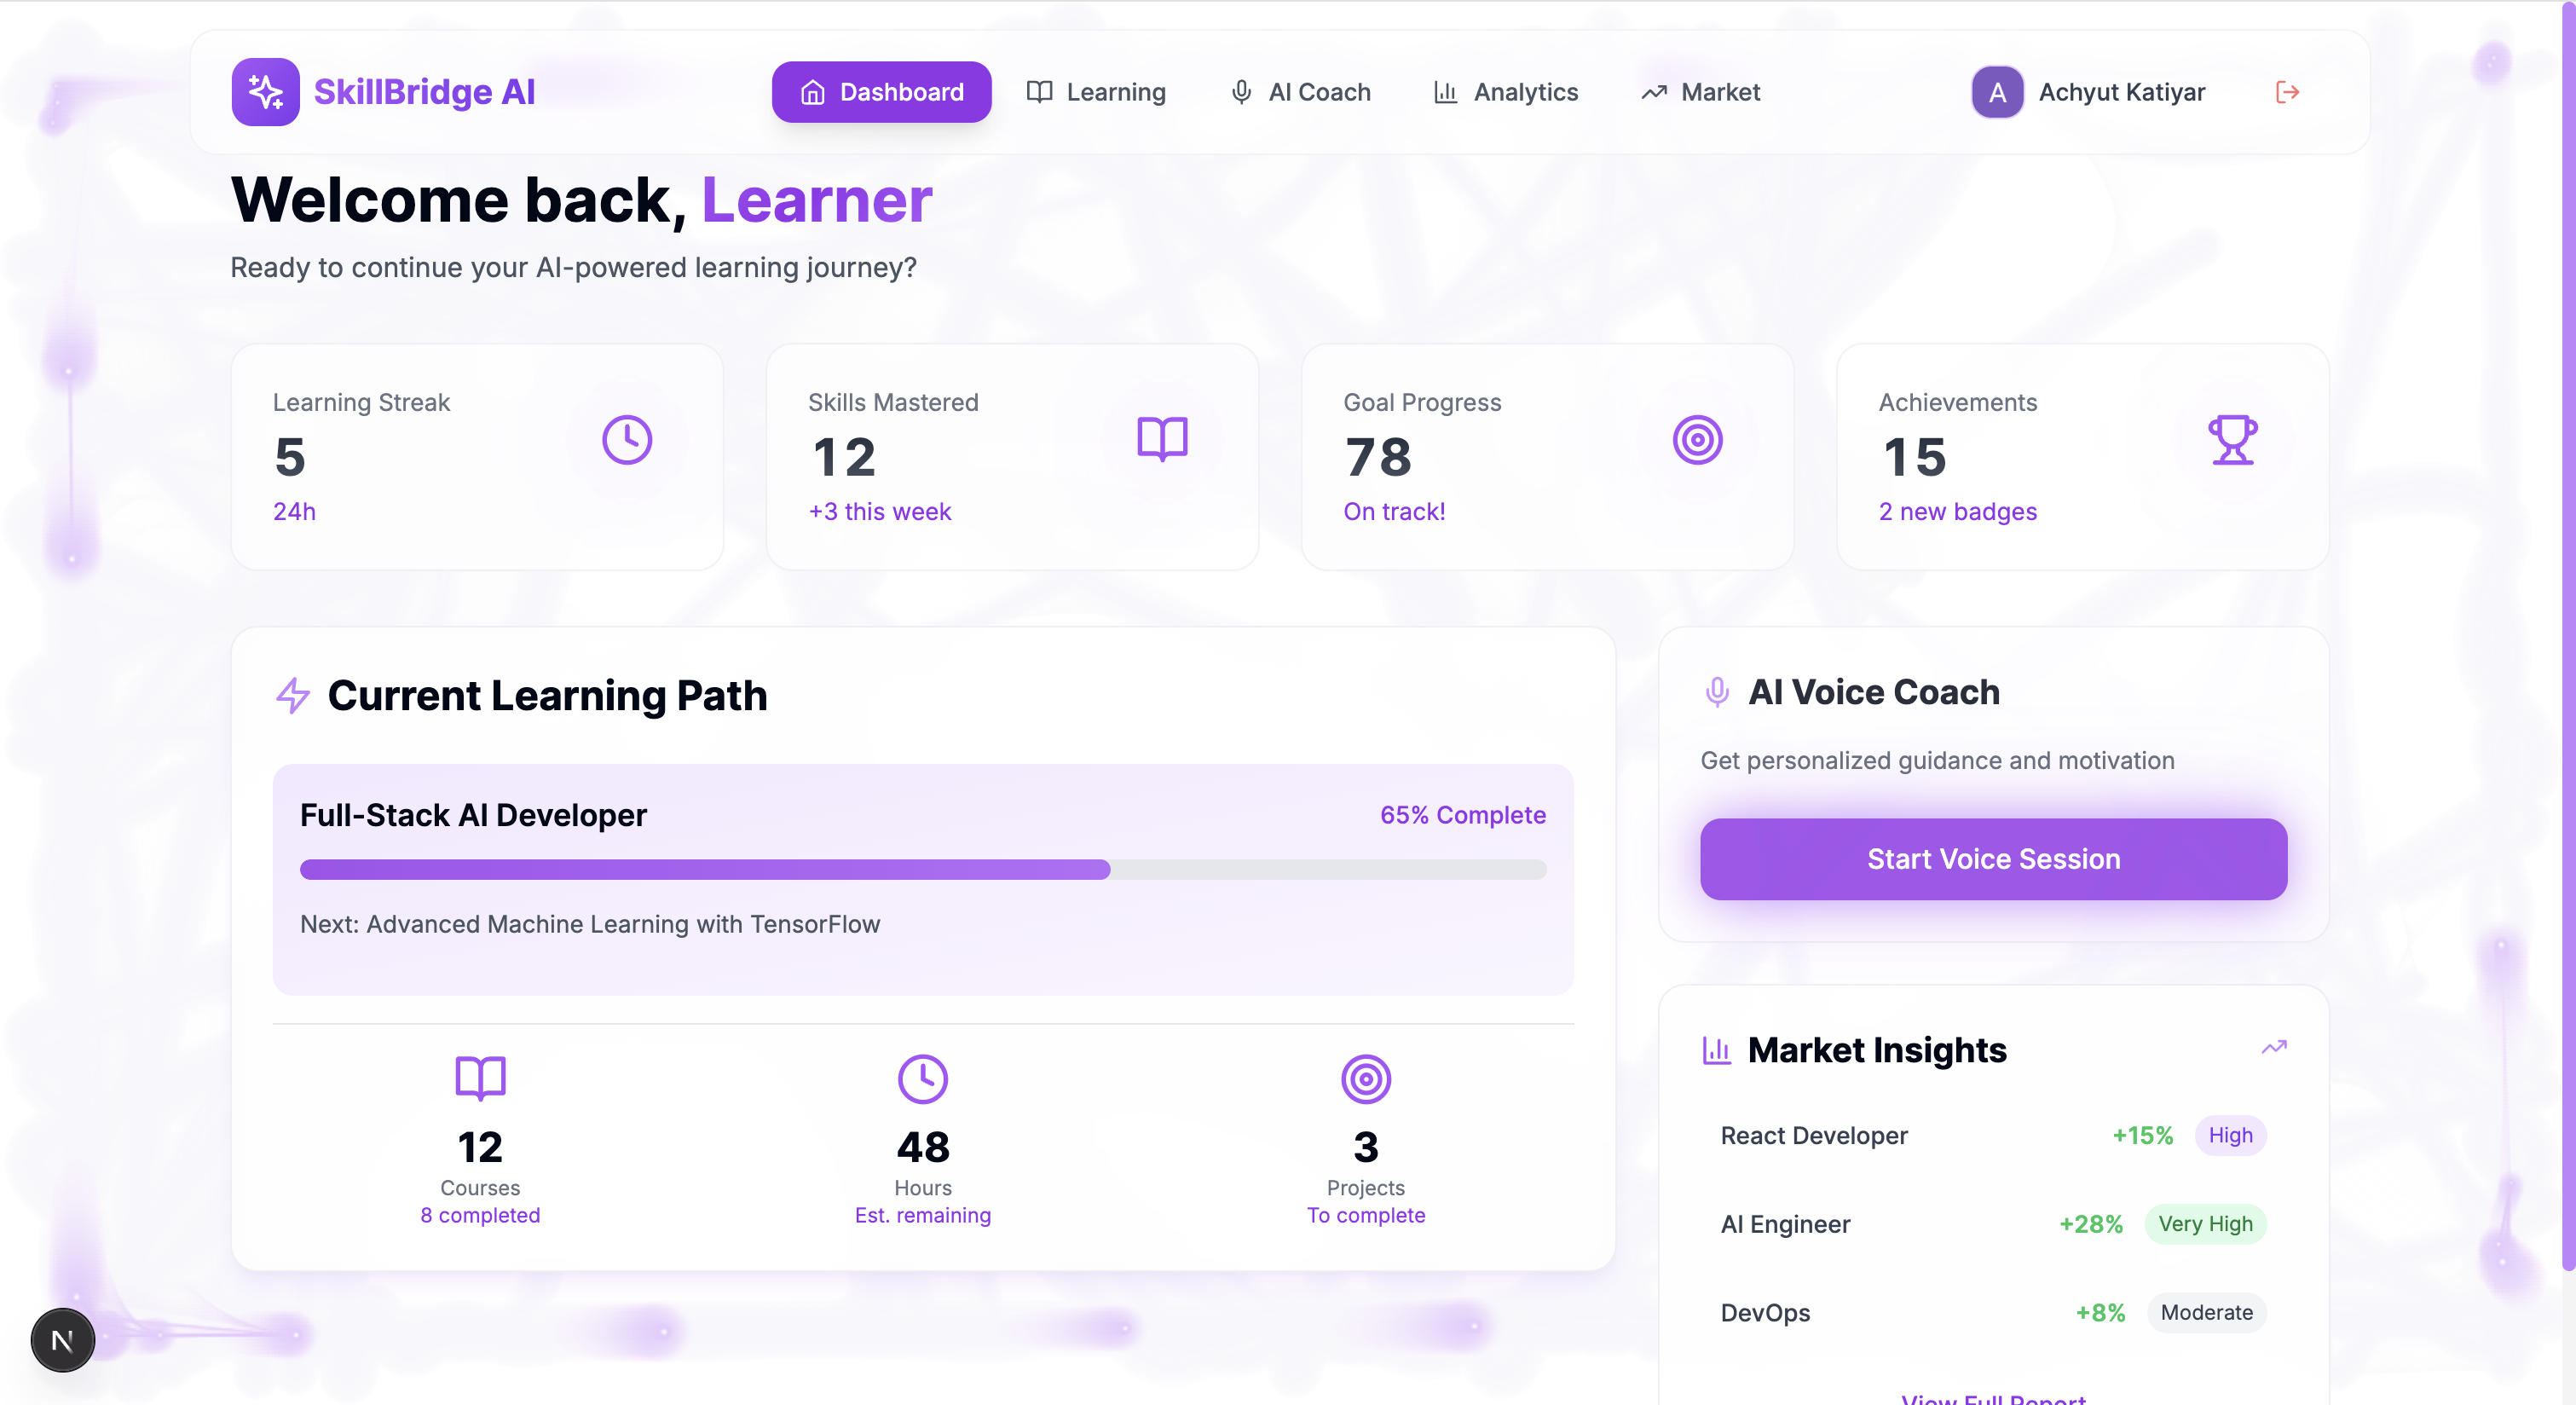 SkillBridge AI
Dashboard
Learning
AI Coach
Analytics
Market
A
Achyut Katiyar
Welcome back, Learner
Ready to continue your AI-powered learning journey?
Learning Streak
5
24h
Skills Mastered
12
+3 this week
Goal Progress
78
On track!
Achievements
15
2 new badges
Current Learning Path
Full-Stack AI Developer
65% Complete
Next: Advanced Machine Learning with TensorFlow
12
Courses
8 completed
48
Hours
Est. remaining
3
Projects
To complete
AI Voice Coach
Get personalized guidance and motivation
Start Voice Session
Market Insights
React Developer +15% High
AI Engineer +28% Very High
DevOps +8% Moderate
View Full Report
N